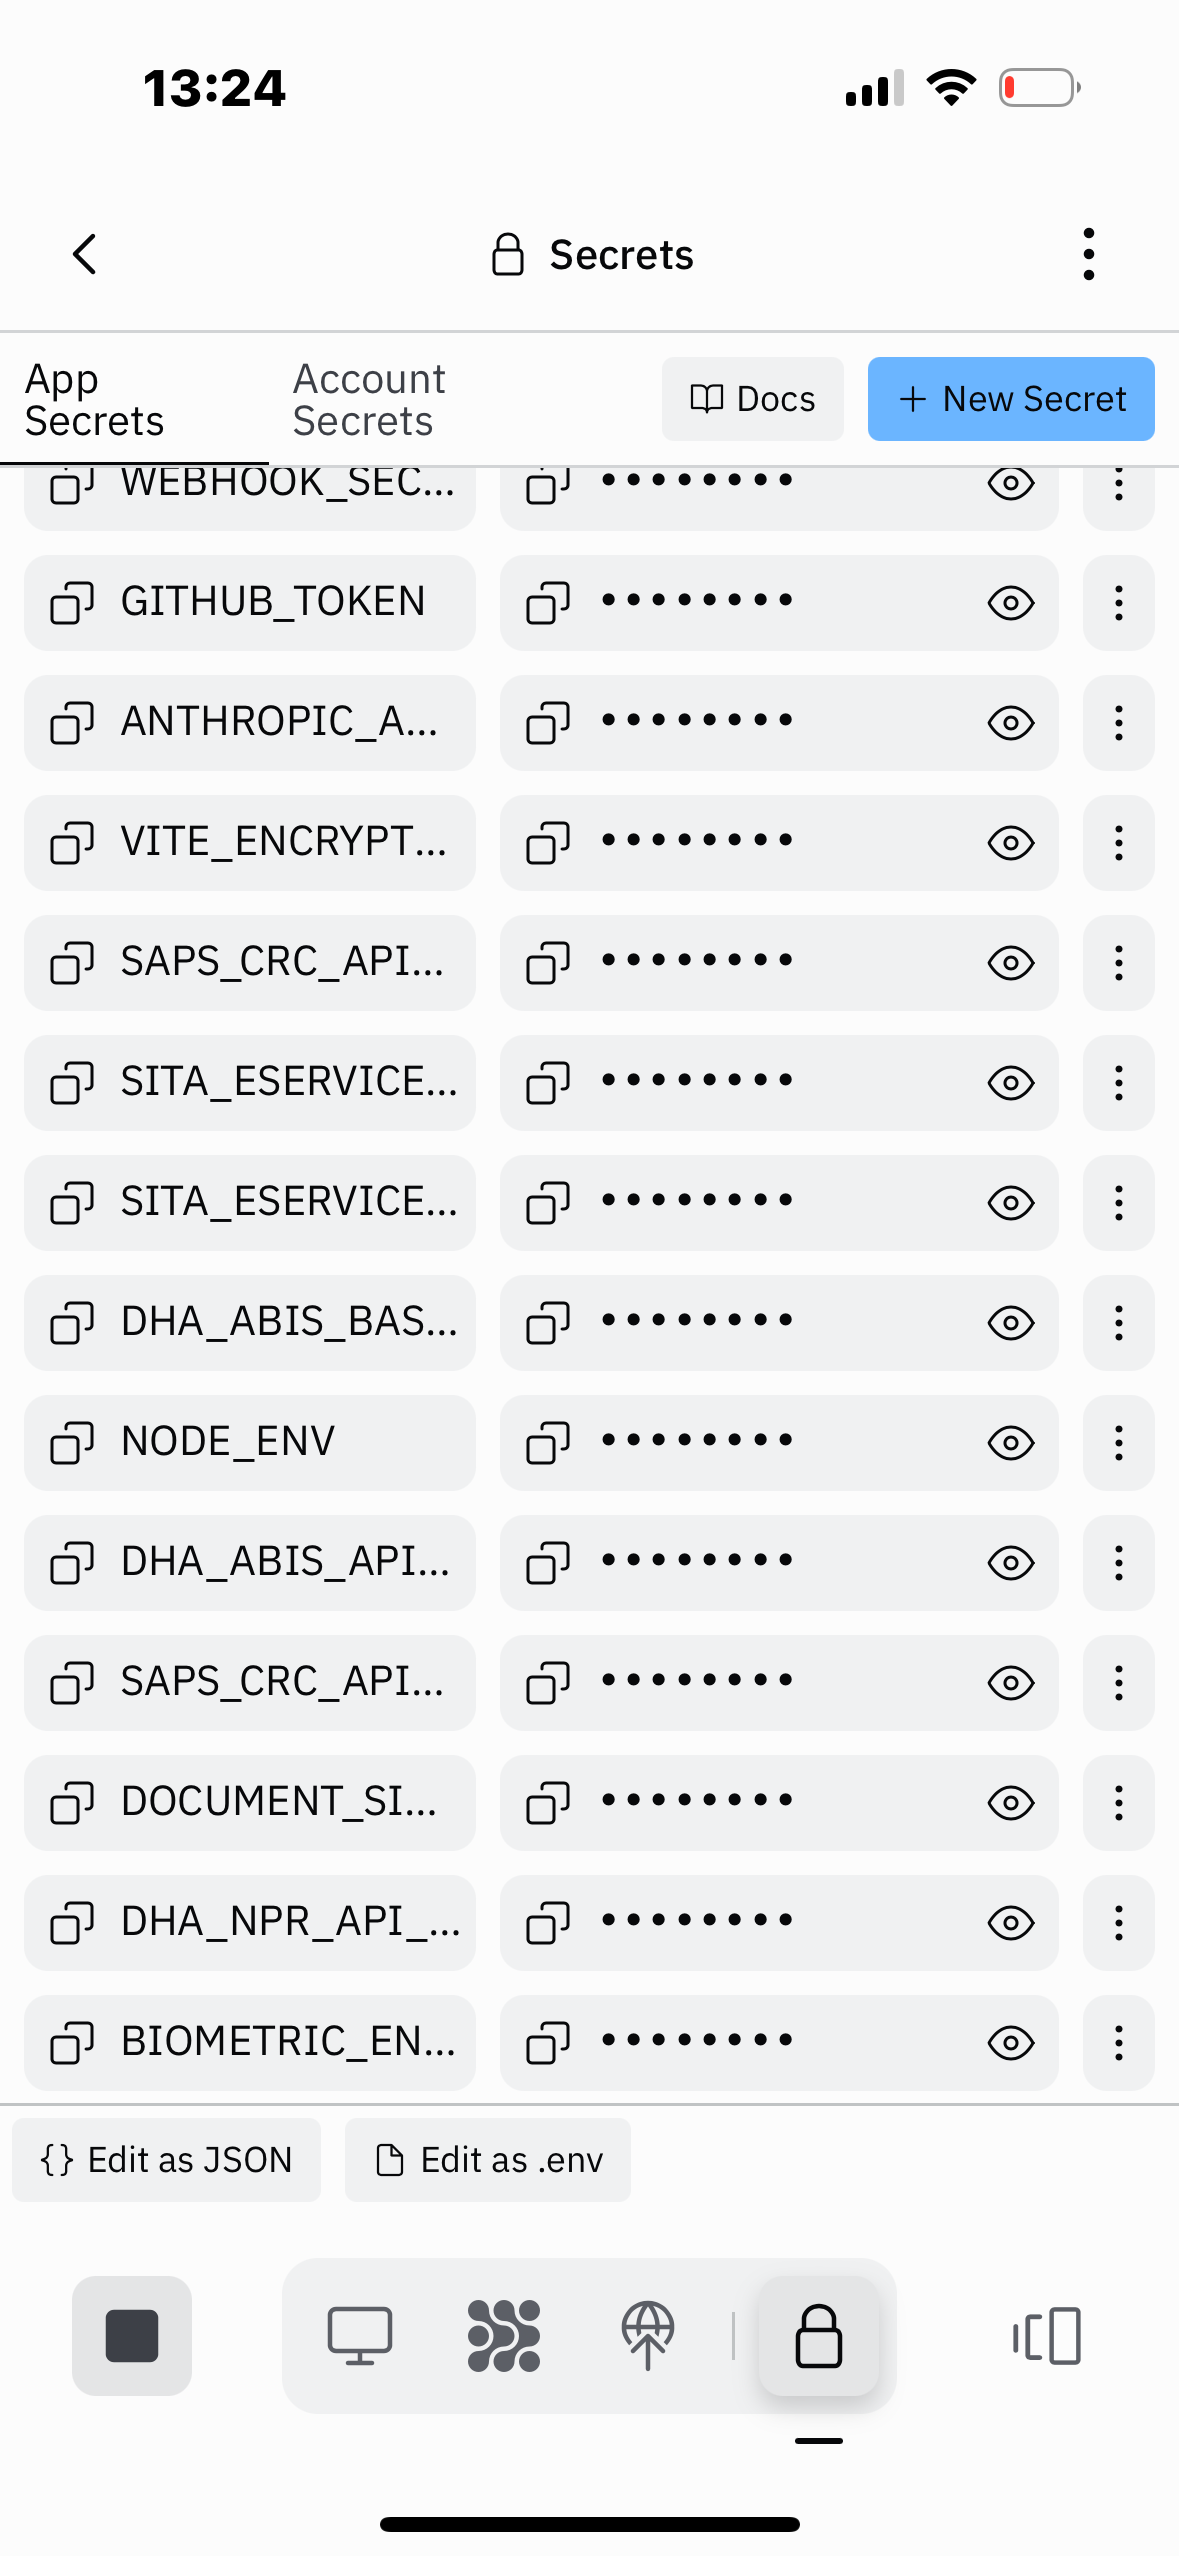 13:24
Secrets
App
Secrets
Account
Secrets
Docs
New Secret
WEBHOOK_SEC... ••••••••
GITHUB_TOKEN ••••••••
ANTHROPIC_A... ••••••••
VITE_ENCRYPT... ••••••••
SAPS_CRC_API... ••••••••
SITA_ESERVICE... ••••••••
SITA_ESERVICE... ••••••••
DHA_ABIS_BAS... ••••••••
NODE_ENV ••••••••
DHA_ABIS_API... ••••••••
SAPS_CRC_API... ••••••••
DOCUMENT_SI... ••••••••
DHA_NPR_API_... ••••••••
BIOMETRIC_EN... ••••••••
{} Edit as JSON
Edit as .env